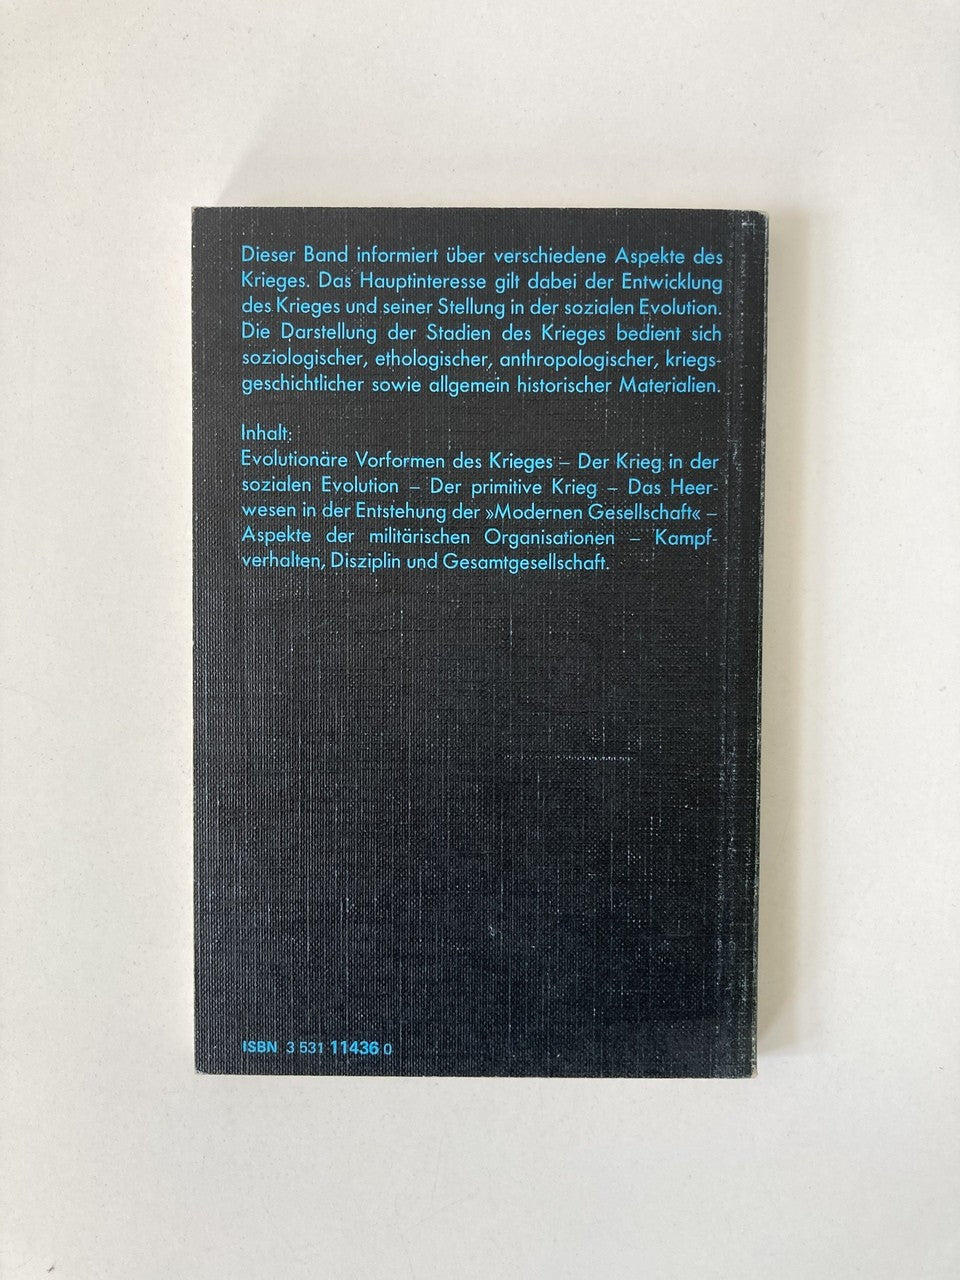 Dieser Band informiert über verschiedene Aspekte des
Krieges. Das Hauptinteresse gilt dabei der Entwicklung
des Krieges und seiner Stellung in der sozialen Evolution.
Die Darstellung der Stadien des Krieges bedient sich
soziologischer, ethologischer, anthropologischer, kriegs-
geschichtlicher sowie allgemein historischer Materialien.
Inhalt:
Evolutionäre Vorformen des Krieges – Der Krieg in der
sozialen Evolution – Der primitive Krieg – Das Heer-
wesen in der Entstehung der »Modernen Gesellschaft« –
Aspekte der militärischen Organisationen – Kampf-
verhalten, Disziplin und Gesamtgesellschaft.
ISBN 3 531 11436 0